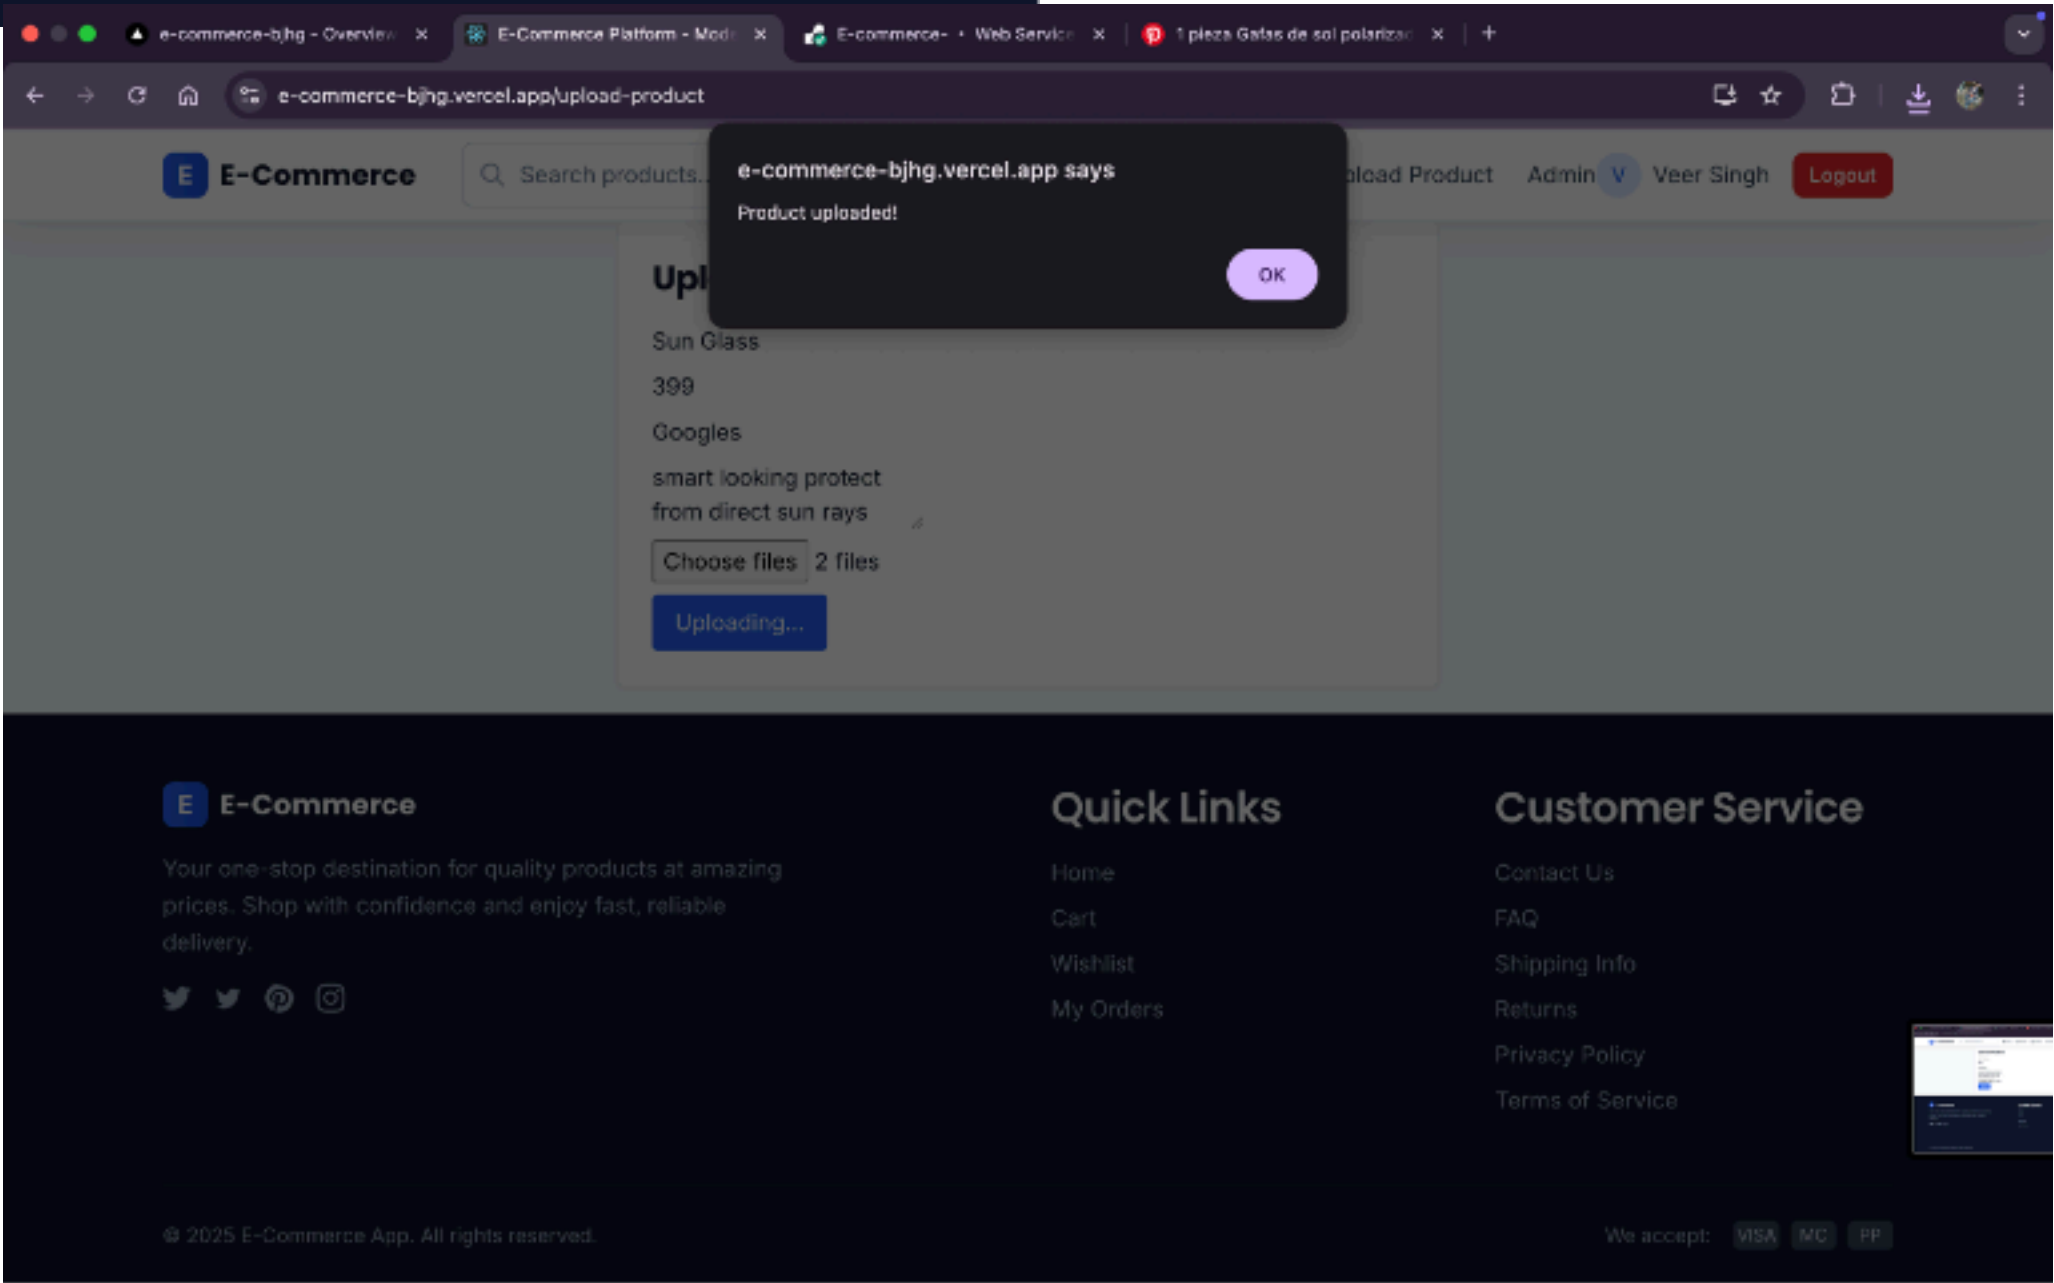 e-commerce-bjhg - Overview
E-Commerce Platform - Mod
E-commerce- • Web Service
1 pieza Gafas de sol polariza
e-commerce-bjhg.vercel.app/upload-product
E E-Commerce
Search products..
pload Product
Admin
V
Veer Singh
Logout
e-commerce-bjhg.vercel.app says
Product uploaded!
OK
Upl
Sun Glass
399
Googles
smart looking protect
from direct sun rays
Choose files 2 files
Uploading...
E E-Commerce
Your one-stop destination for quality products at amazing
prices. Shop with confidence and enjoy fast, reliable
delivery.
Quick Links
Home
Cart
Wishlist
My Orders
Customer Service
Contact Us
FAQ
Shipping Info
Returns
Privacy Policy
Terms of Service
© 2025 E-Commerce App. All rights reserved.
We accept: VISA MC PP